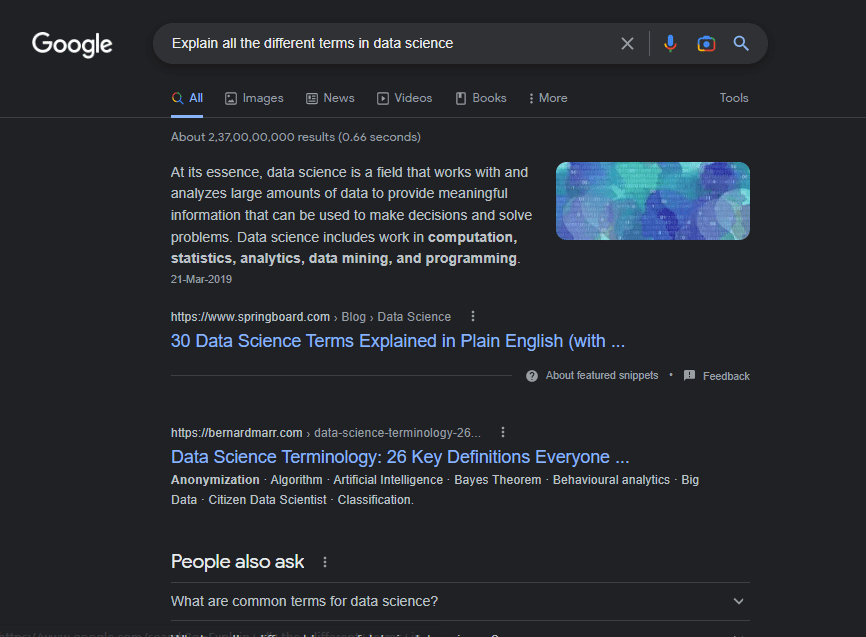 Google
Explain all the different terms in data science
All Images News Videos Books More Tools
About 2,37,00,00,000 results (0.66 seconds)
At its essence, data science is a field that works with and
analyzes large amounts of data to provide meaningful
information that can be used to make decisions and solve
problems. Data science includes work in computation,
statistics, analytics, data mining, and programming.
21-Mar-2019
https://www.springboard.com › Blog › Data Science
30 Data Science Terms Explained in Plain English (with ...
About featured snippets • Feedback
https://bernardmarr.com › data-science-terminology-26...
Data Science Terminology: 26 Key Definitions Everyone ...
Anonymization · Algorithm · Artificial Intelligence · Bayes Theorem · Behavioural analytics · Big
Data · Citizen Data Scientist · Classification.
People also ask
What are common terms for data science?